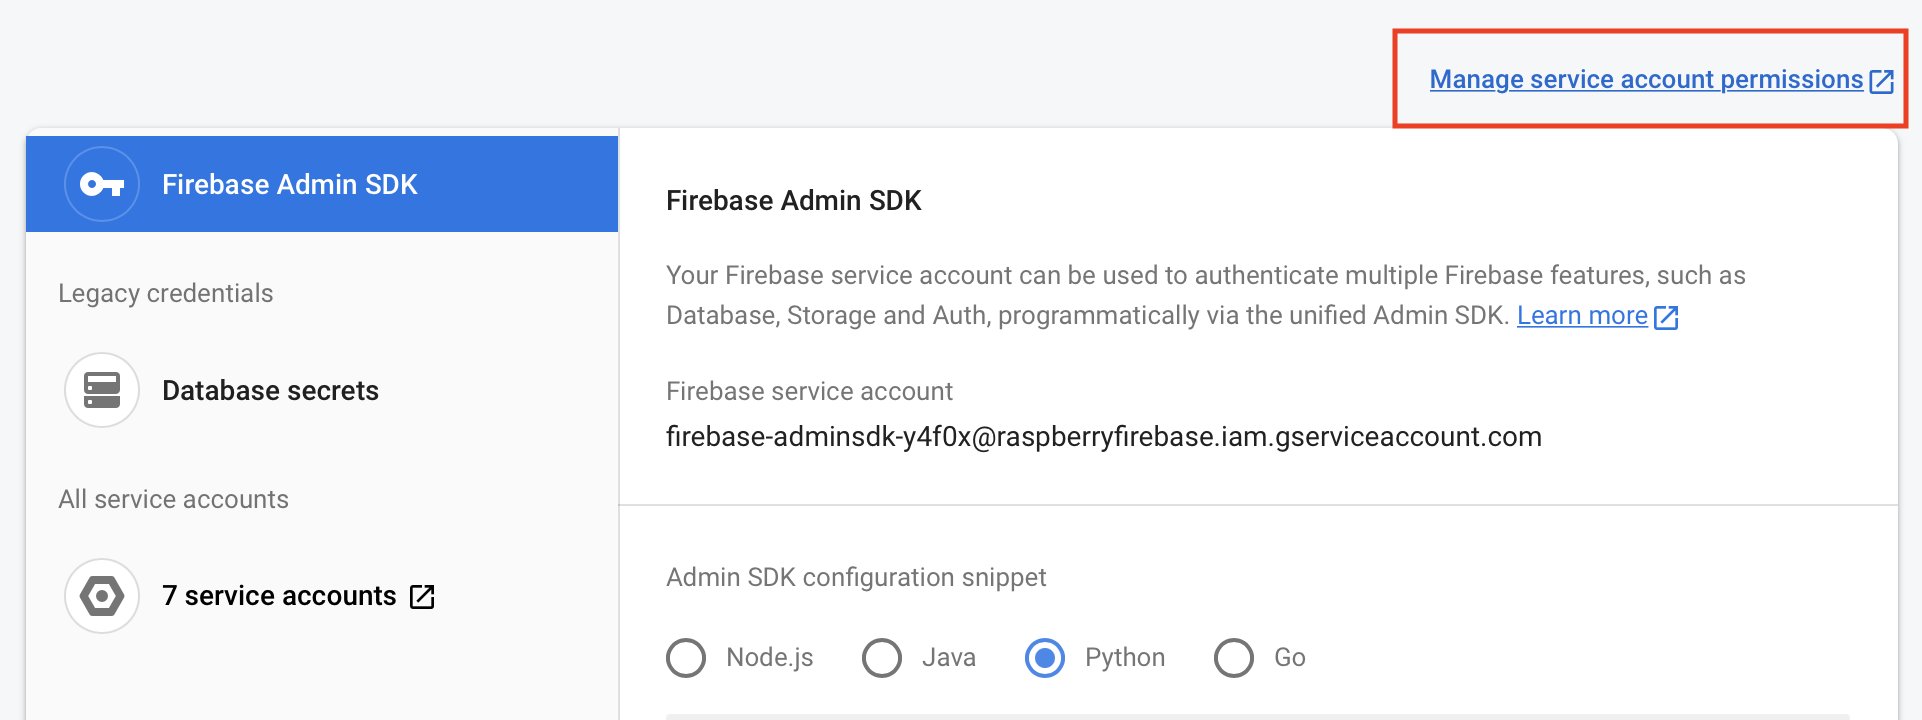 Manage service account permissions
Firebase Admin SDK
Legacy credentials
Database secrets
All service accounts
7 service accounts
Firebase Admin SDK
Your Firebase service account can be used to authenticate multiple Firebase features, such as
Database, Storage and Auth, programmatically via the unified Admin SDK. Learn more
Firebase service account
firebase-adminsdk-y4f0x@raspberryfirebase.iam.gserviceaccount.com
Admin SDK configuration snippet
Node.js Java Python Go